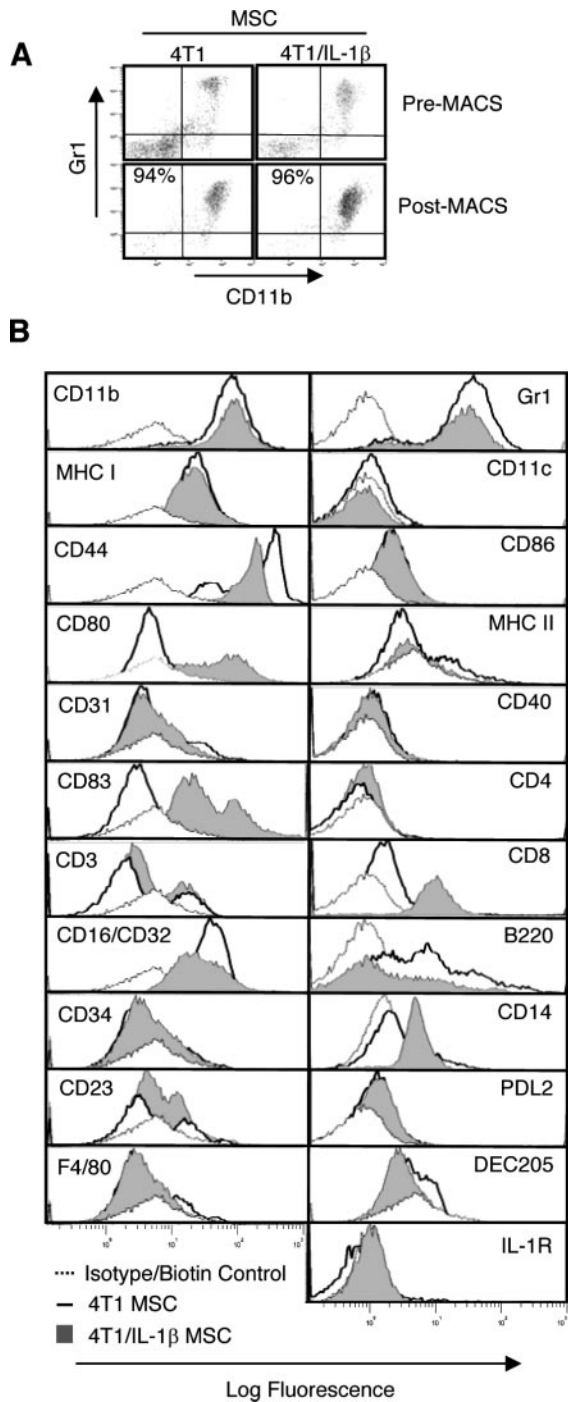 MSC
A
4T1 4T1/IL-1β
Gr1
Pre-MACS
94% 96%
Post-MACS
CD11b
B
CD11b Gr1
MHC I CD11c
CD44 CD86
CD80 MHC II
CD31 CD40
CD83 CD4
CD3 CD8
CD16/CD32 B220
CD34 CD14
CD23 PDL2
F4/80 DEC205
IL-1R
Isotype/Biotin Control
4T1 MSC
4T1/IL-1β MSC
Log Fluorescence